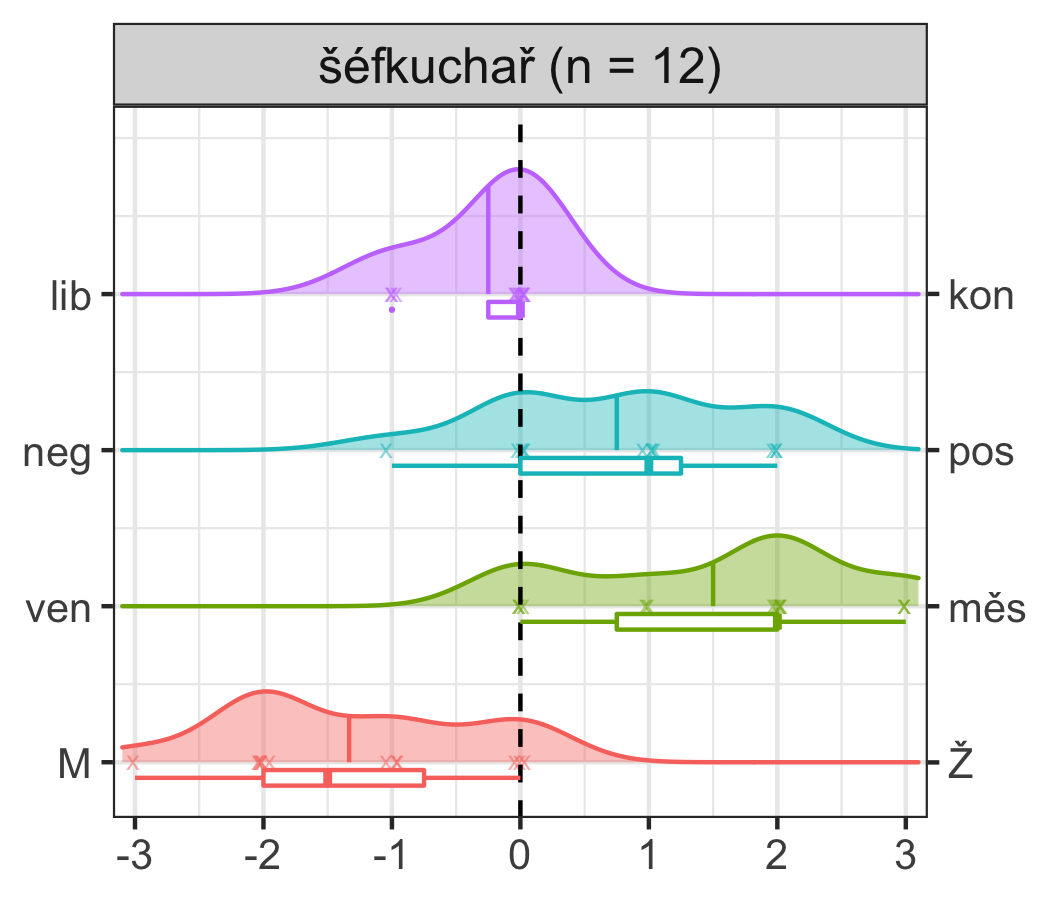 šéfkuchař (n = 12)
lib kon
neg pos
ven měs
M Ž
-3 -2 -1 0 1 2 3